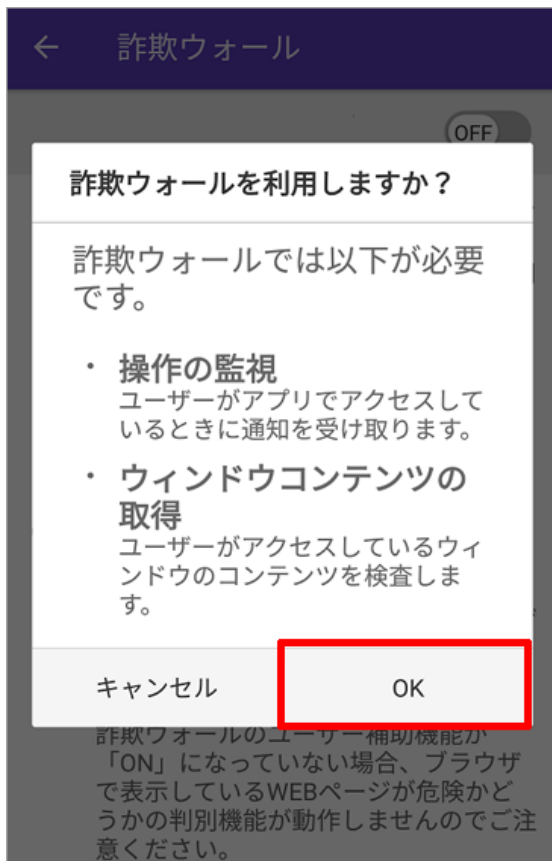 ← 詐欺ウォール
OFF
詐欺ウォールを利用しますか？
詐欺ウォールでは以下が必要
です。
・ 操作の監視
ユーザーがアプリでアクセスして
いるときに通知を受け取ります。
・ ウィンドウコンテンツの
取得
ユーザーがアクセスしているウィ
ンドウのコンテンツを検査しま
す。
キャンセル
OK
詐欺ウォールのユーザー補助機能が
「ON」になっていない場合、ブラウザ
で表示しているWEBページが危険かど
うかの判別機能が動作しませんのでご注
意ください。